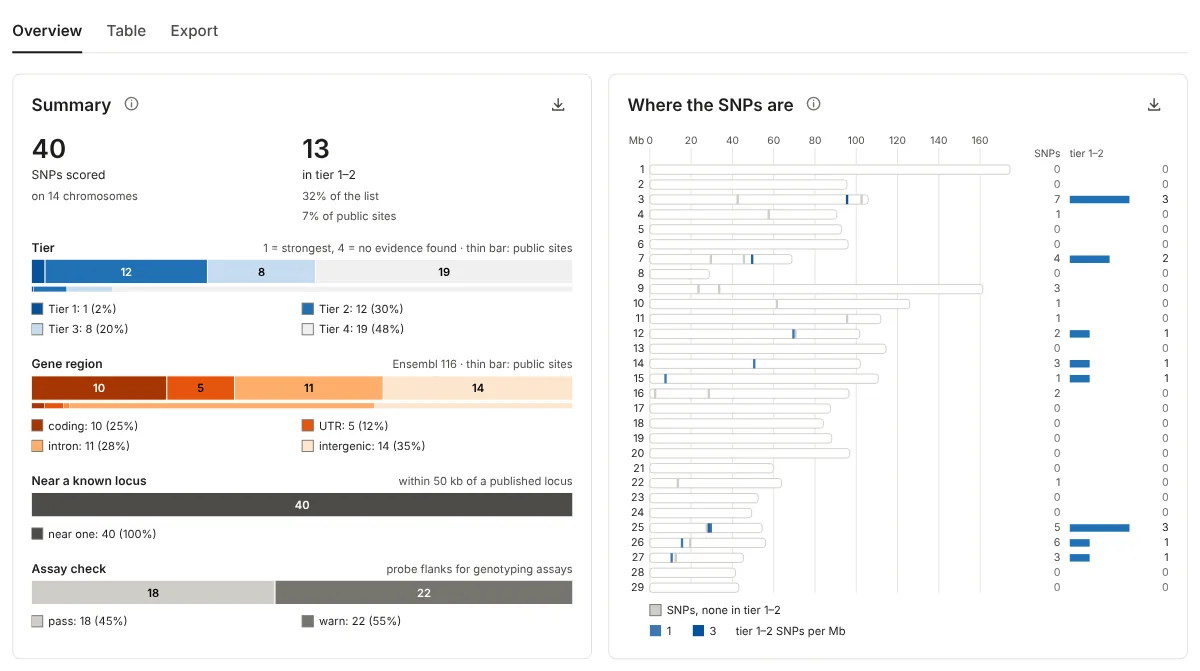 Overview Table Export
Summary
40 13
SNPs scored in tier 1–2
on 14 chromosomes 32% of the list
7% of public sites
Tier 1 = strongest, 4 = no evidence found · thin bar: public sites
12 8 19
Tier 1: 1 (2%) Tier 2: 12 (30%)
Tier 3: 8 (20%) Tier 4: 19 (48%)
Gene region Ensembl 116 · thin bar: public sites
10 5 11 14
coding: 10 (25%) UTR: 5 (12%)
intron: 11 (28%) intergenic: 14 (35%)
Near a known locus within 50 kb of a published locus
40
near one: 40 (100%)
Assay check probe flanks for genotyping assays
18 22
pass: 18 (45%) warn: 22 (55%)
Where the SNPs are
Mb 0 20 40 60 80 100 120 140 160
SNPs tier 1–2
1 0 0
2 0 0
3 7 3
4 1 0
5 0 0
6 0 0
7 4 2
8 0 0
9 3 0
10 1 0
11 1 0
12 2 1
13 0 0
14 3 1
15 1 1
16 2 0
17 0 0
18 0 0
19 0 0
20 0 0
21 0 0
22 1 0
23 0 0
24 0 0
25 5 3
26 6 1
27 3 1
28 0 0
29 0 0
SNPs, none in tier 1–2
1 3 tier 1–2 SNPs per Mb